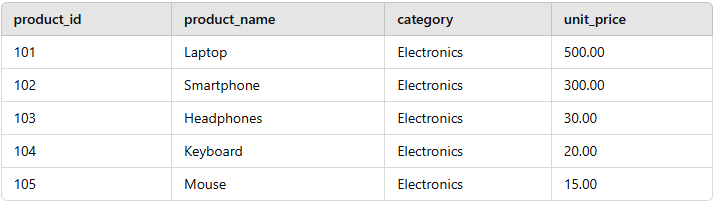 product_id product_name category unit_price
101 Laptop Electronics 500.00
102 Smartphone Electronics 300.00
103 Headphones Electronics 30.00
104 Keyboard Electronics 20.00
105 Mouse Electronics 15.00